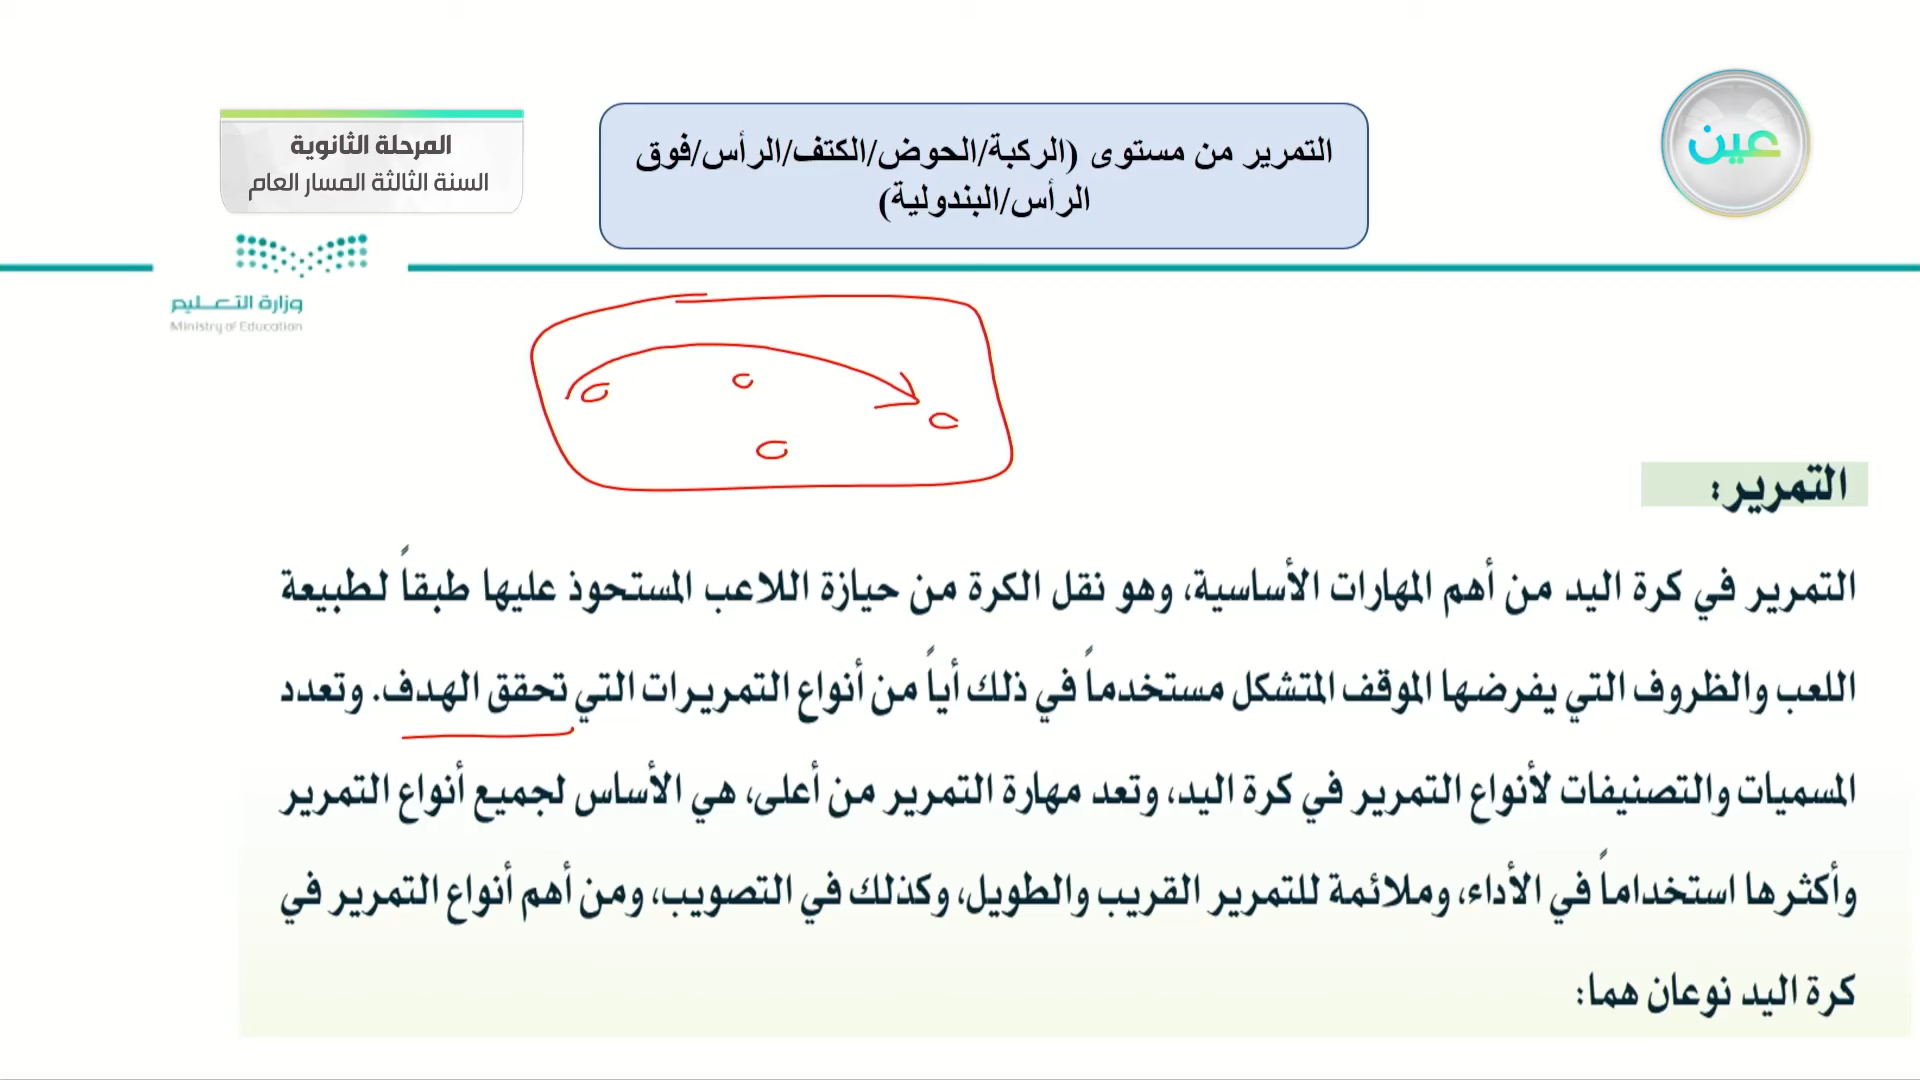 عين
التمرير من مستوى (الركبة/الحوض/الكتف/الرأس/فوق
الرأس/البندولية)
المرحلة الثانوية
السنة الثالثة المسار العام
وزارة التعليم
Ministry of Education
التمرير:
التمرير في كرة اليد من أهم المهارات الأساسية، وهو نقل الكرة من حيازة اللاعب المستحوذ عليها طبقاً لطبيعة
اللعب والظروف التي يفرضها الموقف المتشكل مستخدماً في ذلك أياً من أنواع التمريرات التي تحقق الهدف. وتعدد
المسميات والتصنيفات لأنواع التمرير في كرة اليد، وتعد مهارة التمرير من أعلى، هي الأساس لجميع أنواع التمرير
وأكثرها استخداماً في الأداء، وملائمة للتمرير القريب والطويل، وكذلك في التصويب، ومن أهم أنواع التمرير في
كرة اليد نوعان هما: